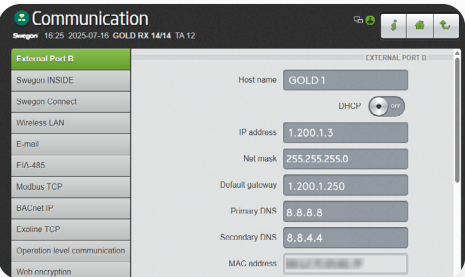 Communication
Swegon 16:25 2025-07-16 GOLD RX 14/14 TA 12
External Port B
EXTERNAL PORT B
Swegon INSIDE
Swegon Connect
Wireless LAN
E-mail
EIA-485
Modbus TCP
BACnet IP
Exoline TCP
Operation level communication
Web encryption
Host name GOLD 1
DHCP OFF
IP address 1.200.1.3
Net mask 255.255.255.0
Default gateway 1.200.1.250
Primary DNS 8.8.8.8
Secondary DNS 8.8.4.4
MAC address